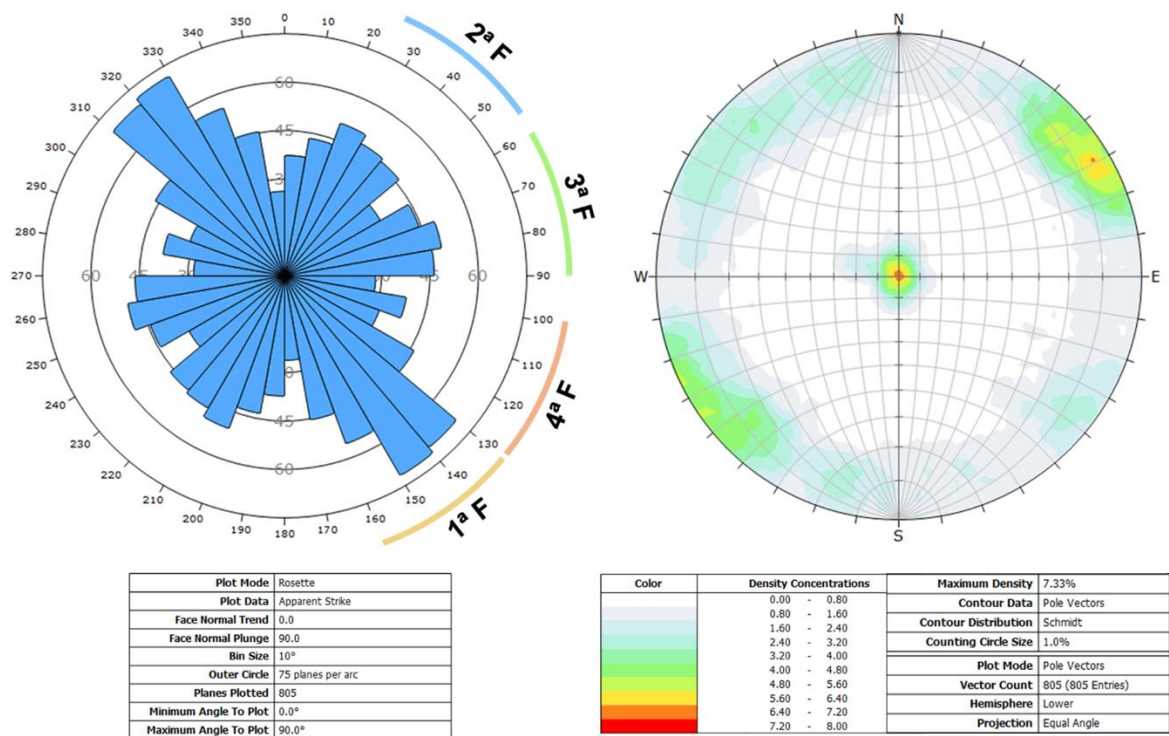 0
10
20
30
40
50
60
70
80
90
100
110
120
130
140
150
160
170
180
190
200
210
220
230
240
250
260
270
280
290
300
310
320
330
340
60
45
60
45
45
60
45
60
2ª F
3ª F
4ª F
1ª F
N
W
E
S
Plot Mode Rosette
Plot Data Apparent Strike
Face Normal Trend 0.0
Face Normal Plunge 90.0
Bin Size 10°
Outer Circle 75 planes per arc
Planes Plotted 805
Minimum Angle To Plot 0.0°
Maximum Angle To Plot 90.0°
Color Density Concentrations
0.00 - 0.80
0.80 - 1.60
1.60 - 2.40
2.40 - 3.20
3.20 - 4.00
4.00 - 4.80
4.80 - 5.60
5.60 - 6.40
6.40 - 7.20
7.20 - 8.00
Maximum Density 7.33%
Contour Data Pole Vectors
Contour Distribution Schmidt
Counting Circle Size 1.0%
Plot Mode Pole Vectors
Vector Count 805 (805 Entries)
Hemisphere Lower
Projection Equal Angle